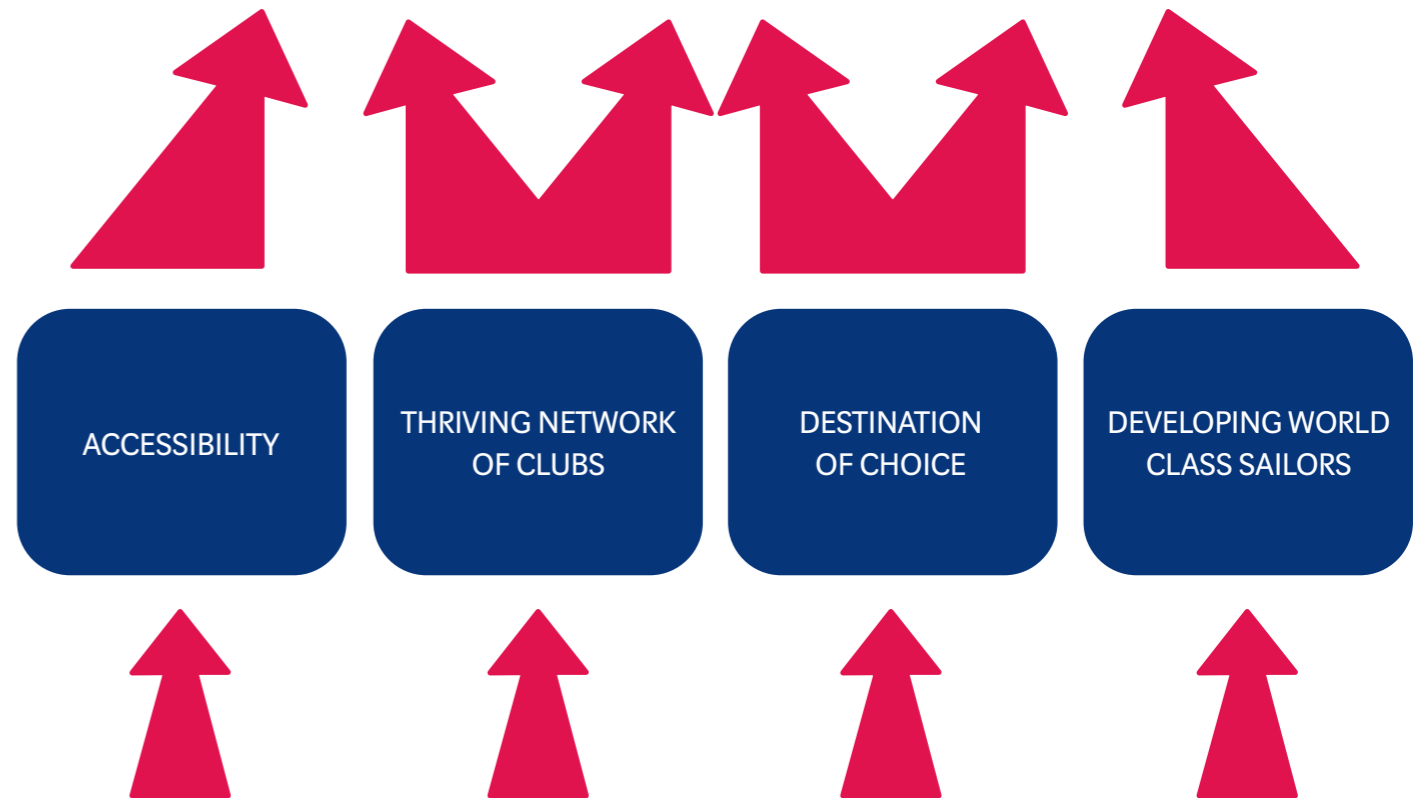 ACCESSIBILITY
THRIVING NETWORK
OF CLUBS
DESTINATION
OF CHOICE
DEVELOPING WORLD
CLASS SAILORS